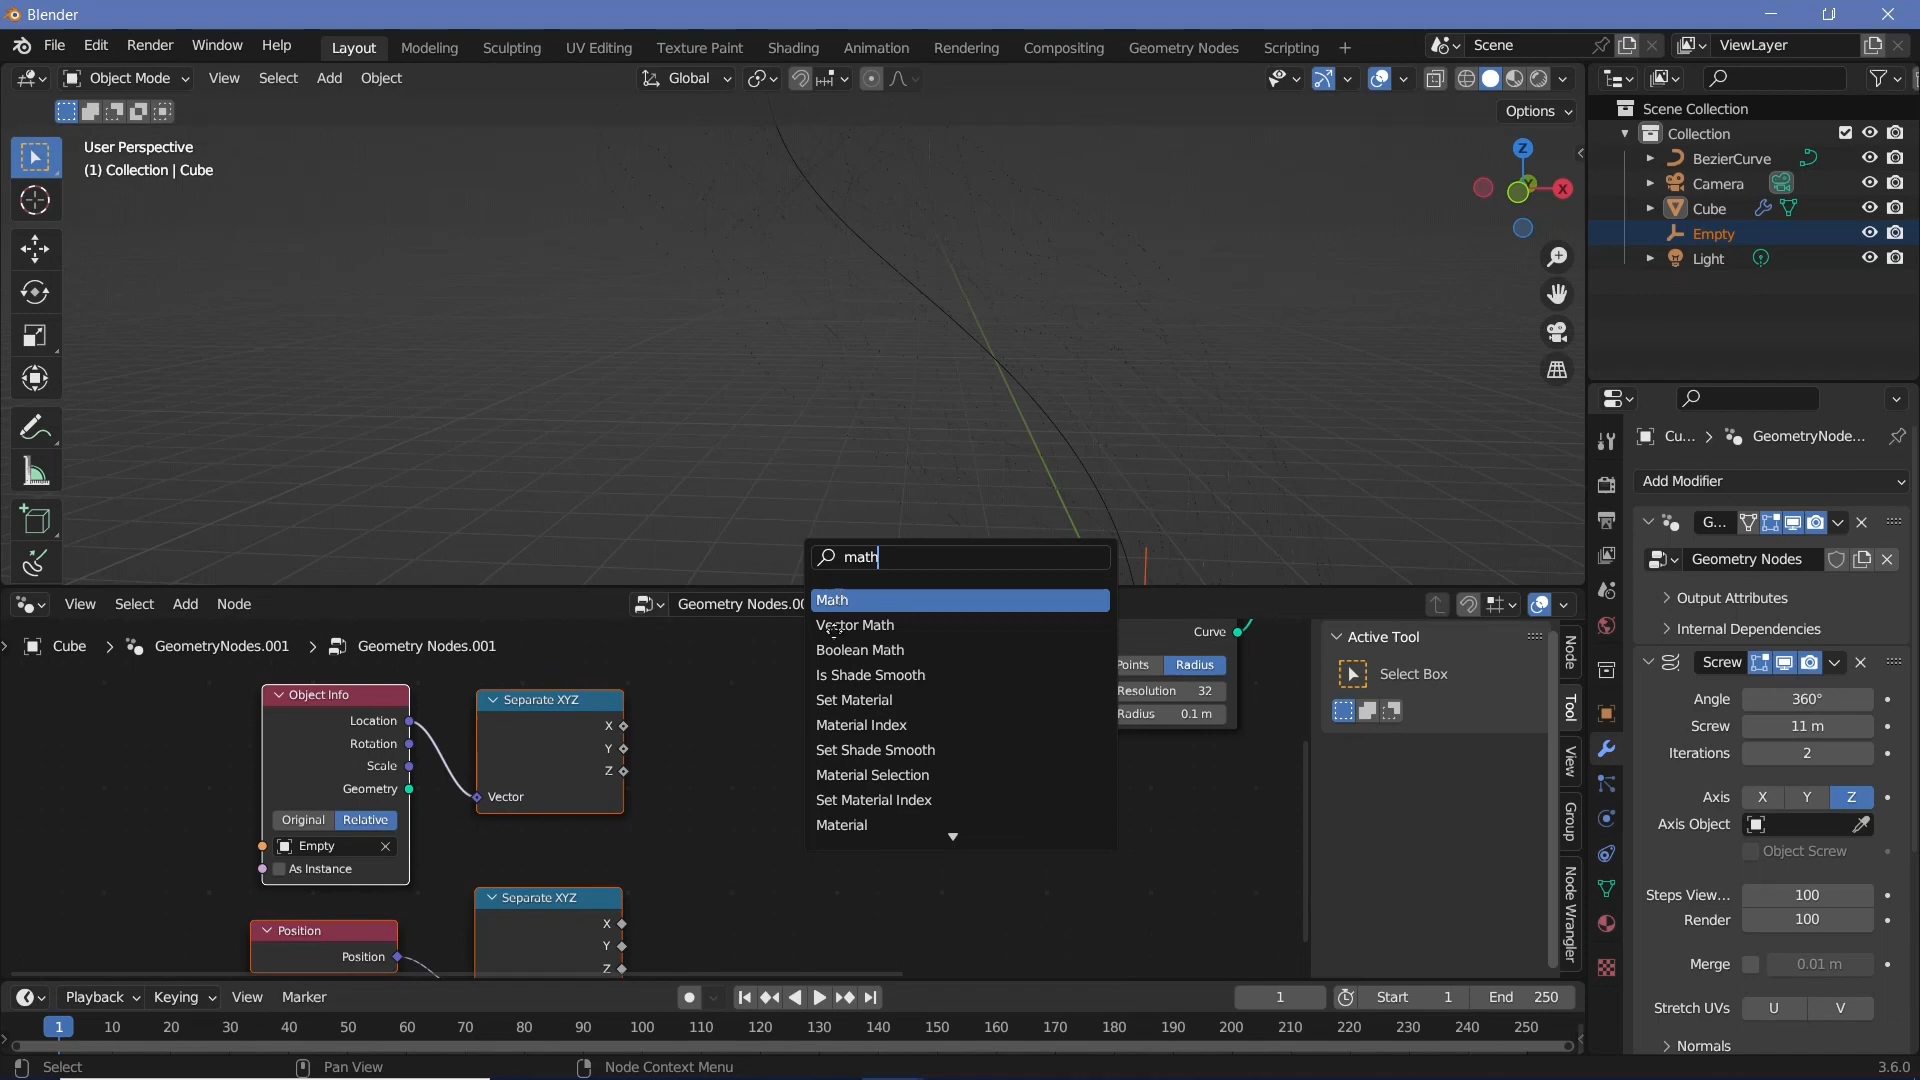 Blender
File Edit Render Window Help Layout Modeling Sculpting UV Editing Texture Paint Shading Animation Rendering Compositing Geometry Nodes Scripting + Scene ViewLayer
Object Mode View Select Add Object Global
Options
User Perspective
(1) Collection | Cube
Z
X
Scene Collection
Collection
BezierCurve
Camera
Cube
Empty
Light
Cu... > GeometryNode...
Add Modifier
G...
Geometry Nodes
Output Attributes
Internal Dependencies
Screw
Angle 360°
Screw 11 m
Iterations 2
Axis X Y Z
Axis Object
Object Screw
Steps View... 100
Render 100
Merge 0.01 m
Stretch UVs U V
Normals
math
Math
Vector Math
Boolean Math
Is Shade Smooth
Set Material
Material Index
Set Shade Smooth
Material Selection
Set Material Index
Material
View Select Add Node Geometry Nodes.00
Cube > GeometryNodes.001 > Geometry Nodes.001
Object Info
Location
Rotation
Scale
Geometry
Original Relative
Empty
As Instance
Separate XYZ
X
Y
Z
Vector
Position
Position
Separate XYZ
X
Y
Z
Curve
Points Radius
Resolution 32
Radius 0.1 m
Active Tool
Select Box
Node
Tool
View
Group
Node Wrangler
Playback Keying View Marker 1 Start 1 End 250
1 10 20 30 40 50 60 70 80 90 100 110 120 130 140 150 160 170 180 190 200 210 220 230 240 250
Select Pan View Node Context Menu 3.6.0